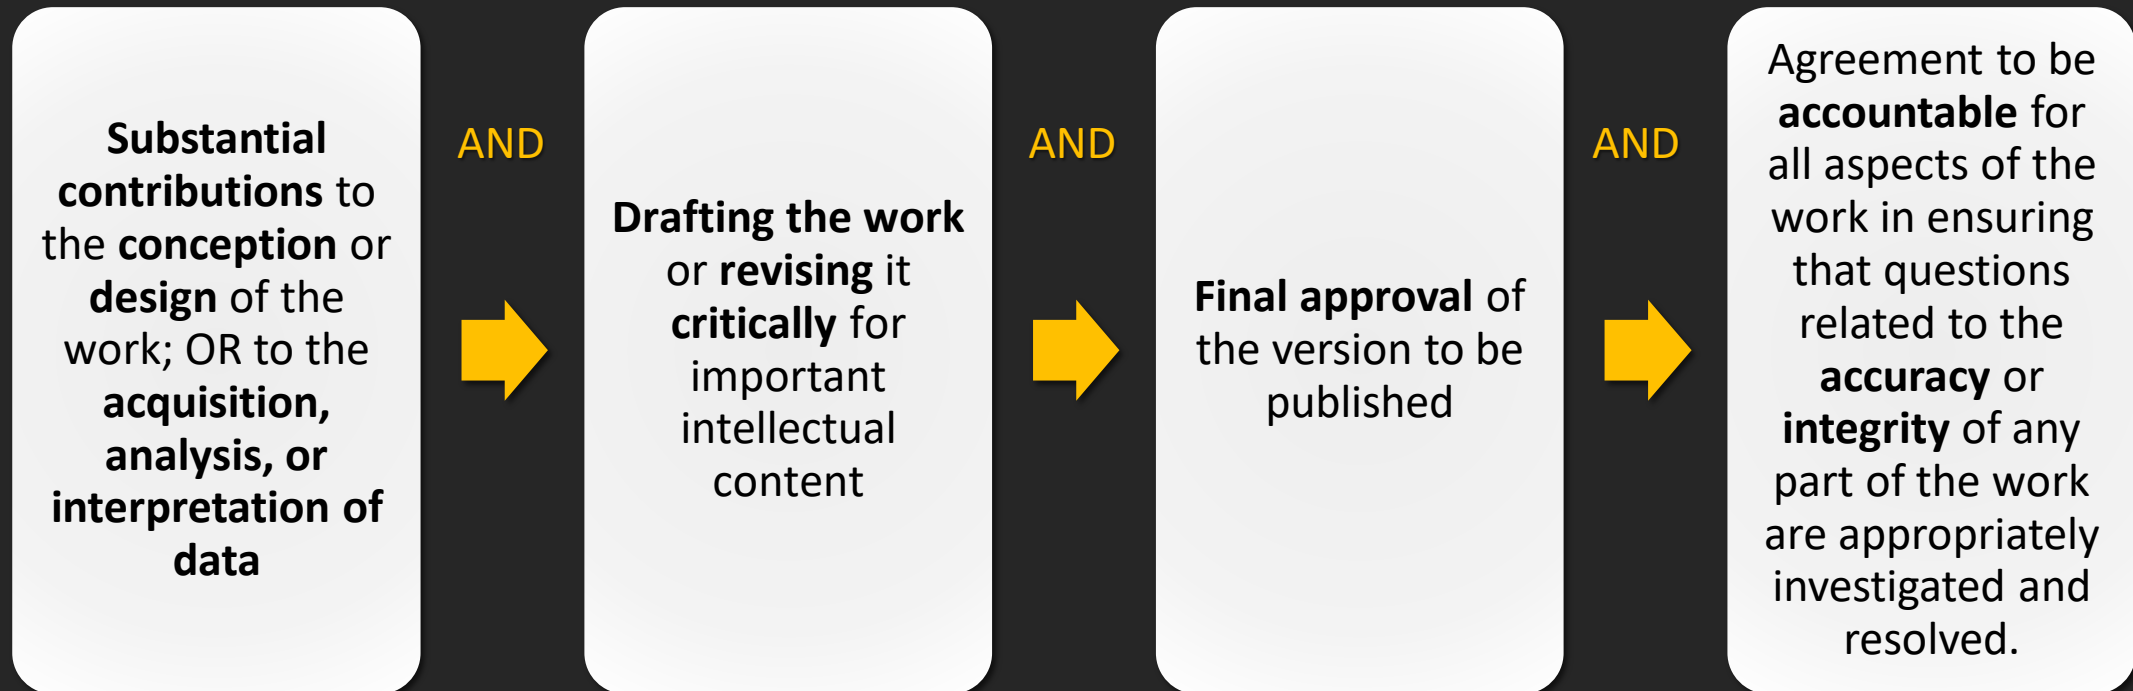 Substantial
contributions to
the conception or
design of the
work; OR to the
acquisition,
analysis, or
interpretation of
data
AND
Drafting the work
or revising it
critically for
important
intellectual
content
AND
Final approval of
the version to be
published
AND
Agreement to be
accountable for
all aspects of the
work in ensuring
that questions
related to the
accuracy or
integrity of any
part of the work
are appropriately
investigated and
resolved.